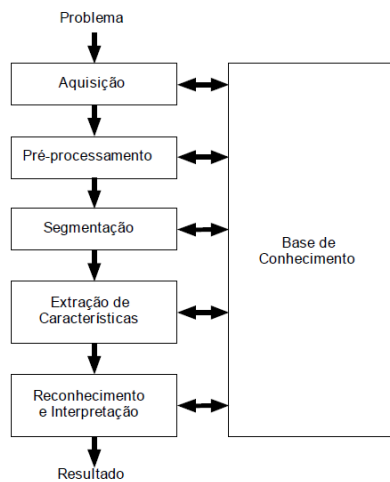 Problema
Aquisição
Pré-processamento
Segmentação
Base de
Conhecimento
Extração de
Características
Reconhecimento
e Interpretação
Resultado